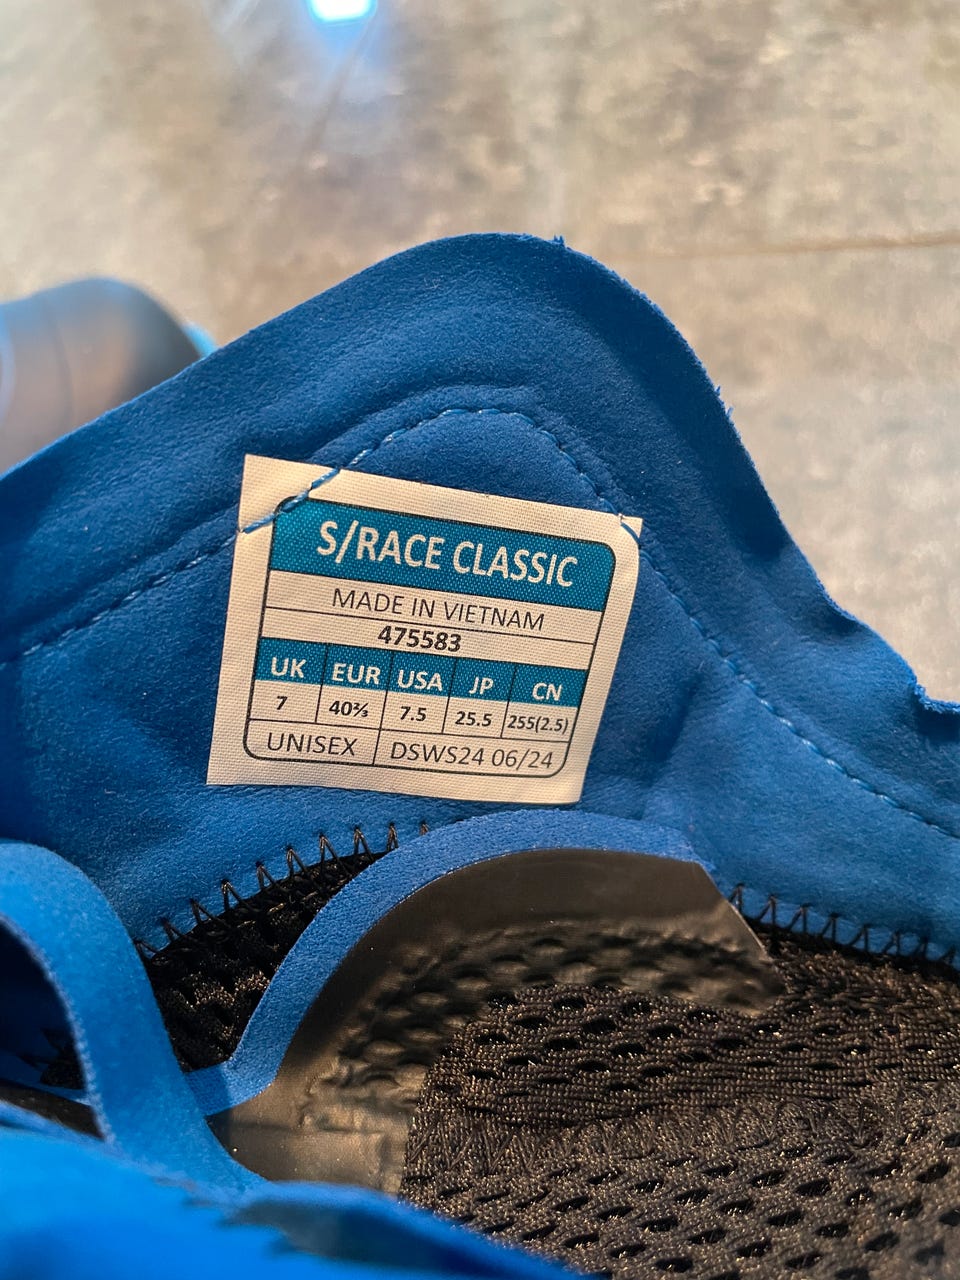 S/RACE CLASSIC
MADE IN VIETNAM
475583
UK EUR USA JP CN
7 40⅔ 7.5 25.5 255(2.5)
UNISEX DSWS24 06/24